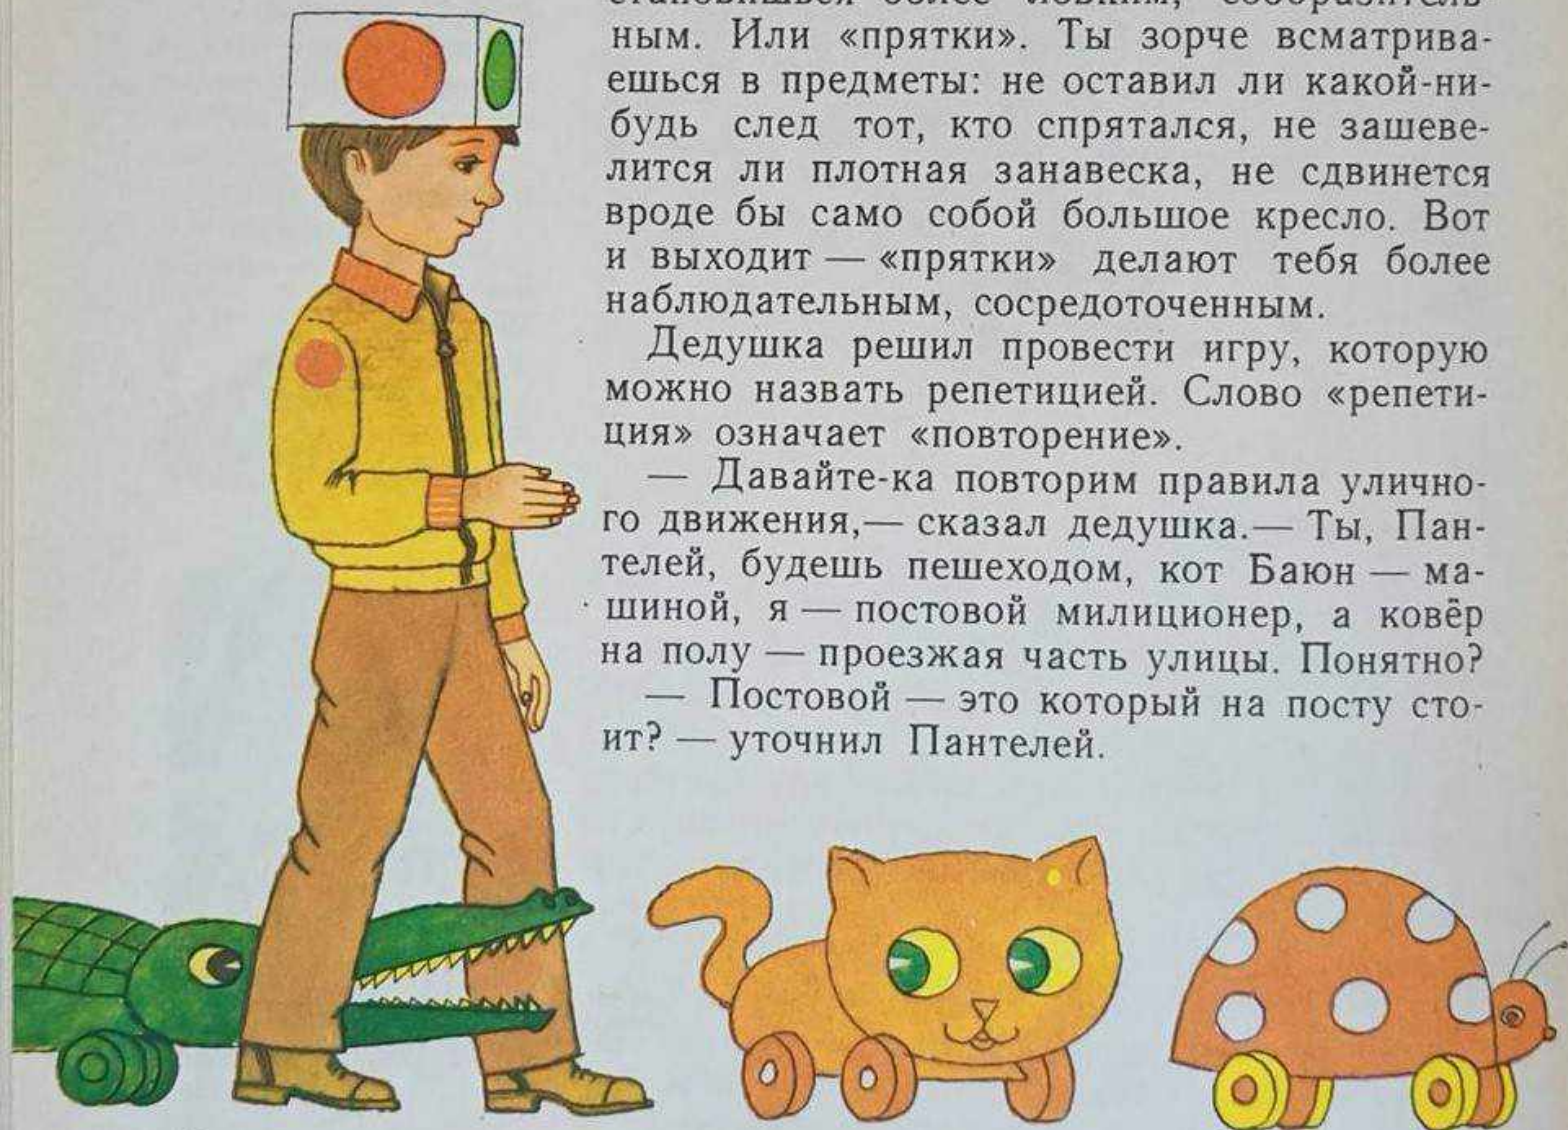 ным. Или «прятки». Ты зорче всматрива-
ешься в предметы: не оставил ли какой-ни-
будь след тот, кто спрятался, не зашеве-
лится ли плотная занавеска, не сдвинется
вроде бы само собой большое кресло. Вот
и выходит — «прятки» делают тебя более
наблюдательным, сосредоточенным.
Дедушка решил провести игру, которую
можно назвать репетицией. Слово «репети-
ция» означает «повторение».
— Давайте-ка повторим правила улично-
го движения,— сказал дедушка.— Ты, Пан-
телей, будешь пешеходом, кот Баюн — ма-
шиной, я — постовой милиционер, а ковёр
на полу — проезжая часть улицы. Понятно?
— Постовой — это который на посту сто-
ит? — уточнил Пантелей.